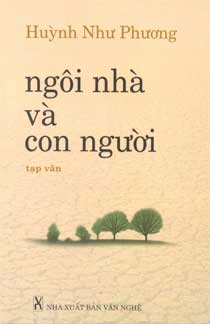 Huỳnh Như Phương
ngôi nhà
và
con người
tạp văn
NHÀ XUẤT BẢN VĂN NGHỆ